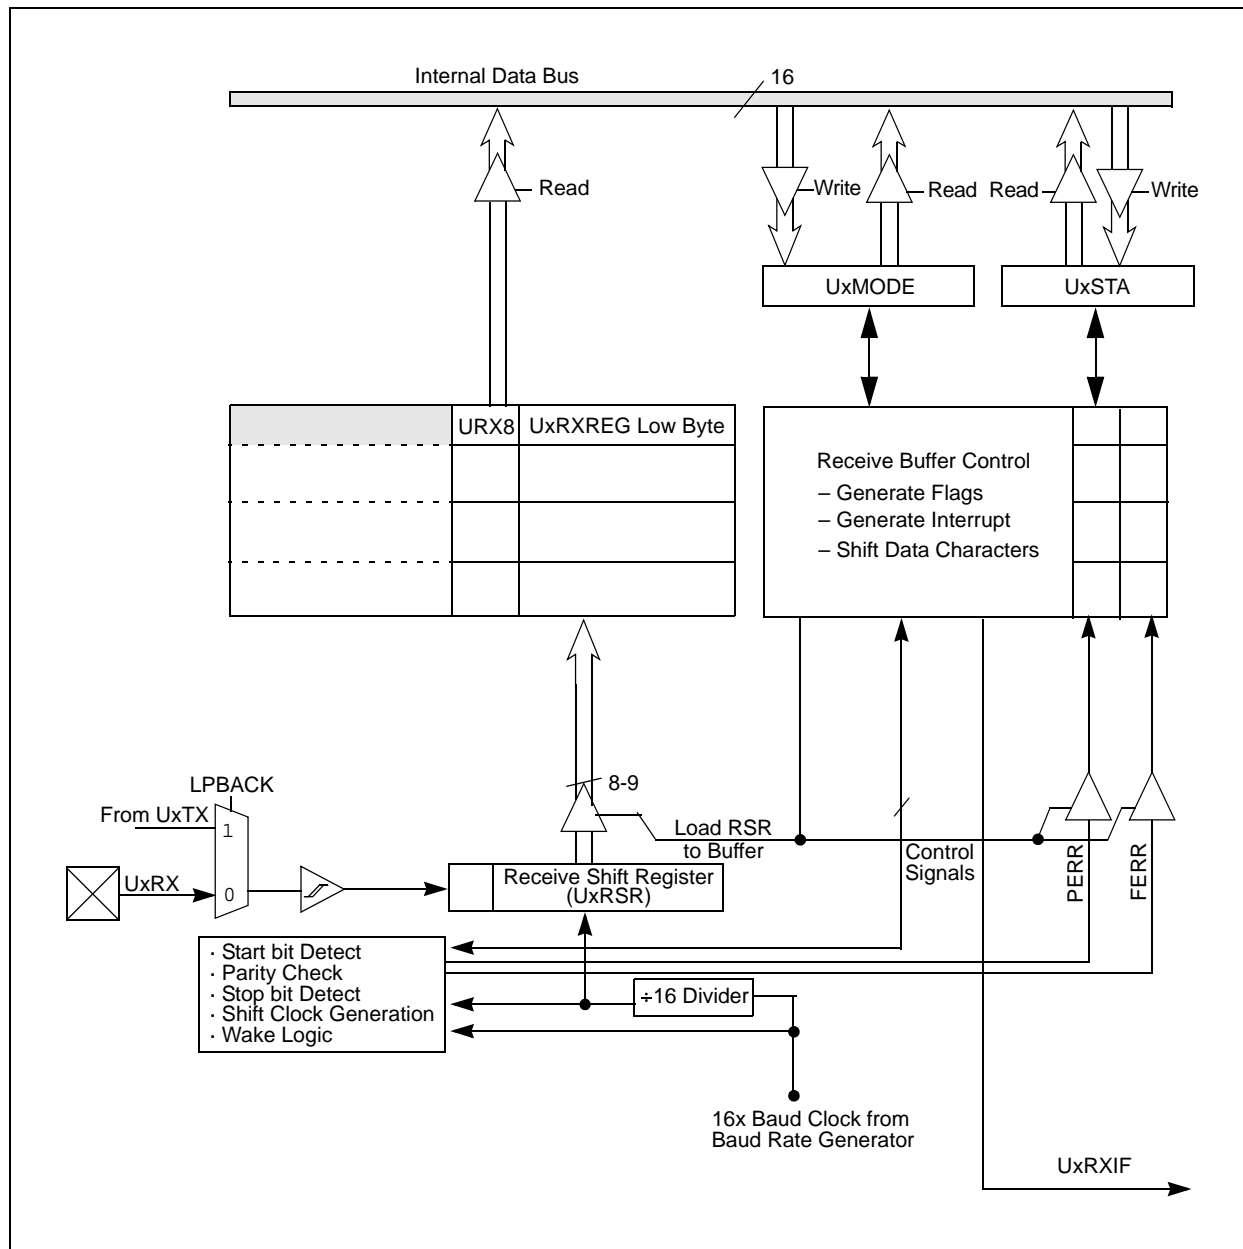 Internal Data Bus
16
Read
Write
Read
Read
Write
UxMODE
UxSTA
URX8
UxRXREG Low Byte
Receive Buffer Control
– Generate Flags
– Generate Interrupt
– Shift Data Characters
LPBACK
From UxTX
1
UxRX
0
8-9
Load RSR
to Buffer
Control
Signals
PERR
FERR
Receive Shift Register
(UxRSR)
· Start bit Detect
· Parity Check
· Stop bit Detect
· Shift Clock Generation
· Wake Logic
÷16 Divider
16x Baud Clock from
Baud Rate Generator
UxRXIF